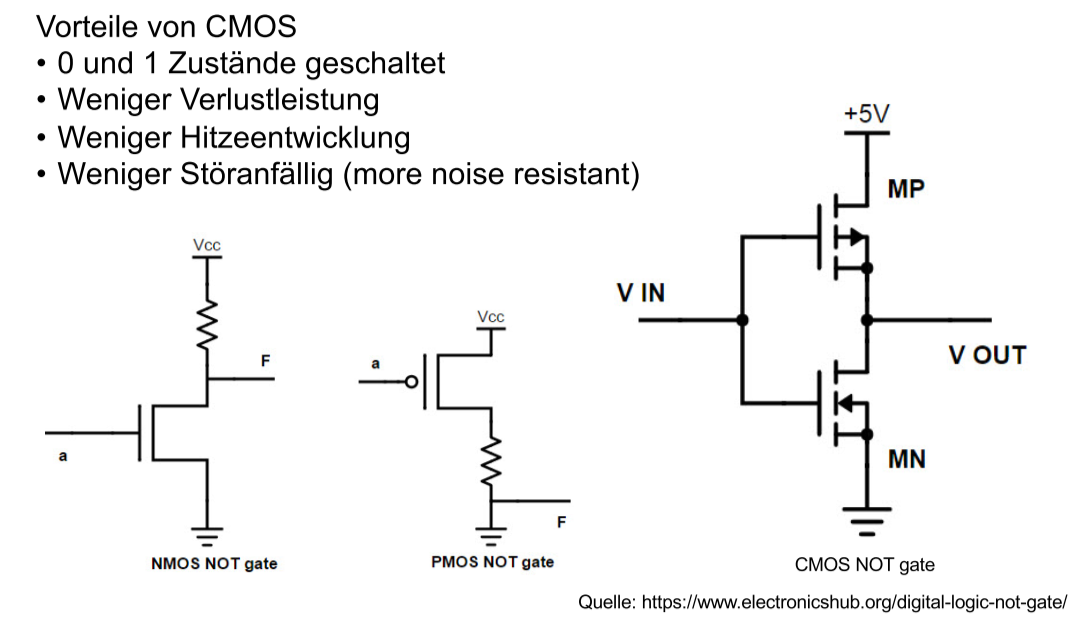 Vorteile von CMOS
• 0 und 1 Zustände geschaltet
• Weniger Verlustleistung
• Weniger Hitzeentwicklung
• Weniger Störanfällig (more noise resistant)
Vcc
F
a
NMOS NOT gate
Vcc
a
F
PMOS NOT gate
+5V
MP
V IN
V OUT
MN
CMOS NOT gate
Quelle: https://www.electronicshub.org/digital-logic-not-gate/